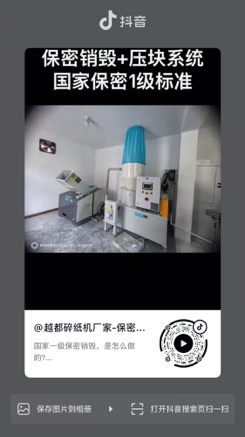 抖音
保密销毁+压块系统
国家保密1级标准
@越都碎纸机厂家-保密...
国家一级保密销毁，是怎么做
的?...
保存图片到相册
打开抖音搜索页扫一扫